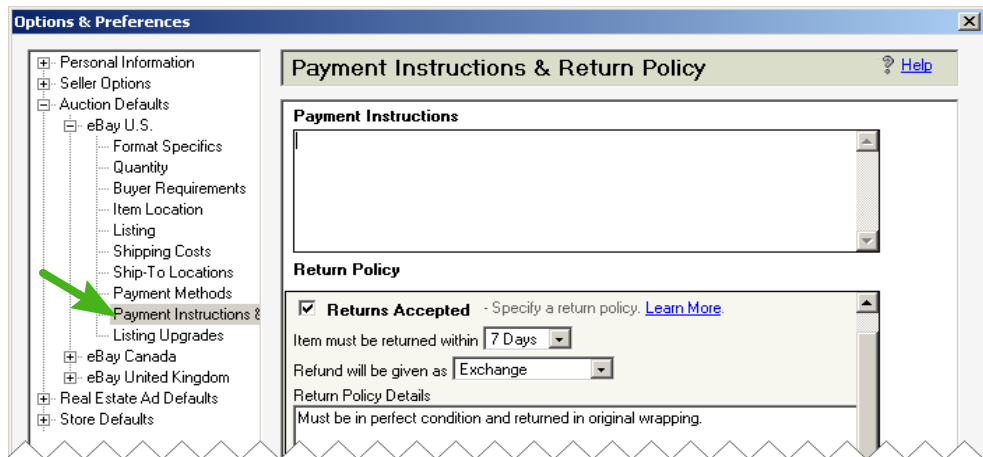 Options & Preferences
Personal Information
Seller Options
Auction Defaults
eBay U.S.
Format Specifics
Quantity
Buyer Requirements
Item Location
Listing
Shipping Costs
Ship-To Locations
Payment Methods
Payment Instructions &
Listing Upgrades
eBay Canada
eBay United Kingdom
Real Estate Ad Defaults
Store Defaults
Payment Instructions & Return Policy
? Help
Payment Instructions
Return Policy
Returns Accepted - Specify a return policy. Learn More.
Item must be returned within 7 Days
Refund will be given as Exchange
Return Policy Details
Must be in perfect condition and returned in original wrapping.